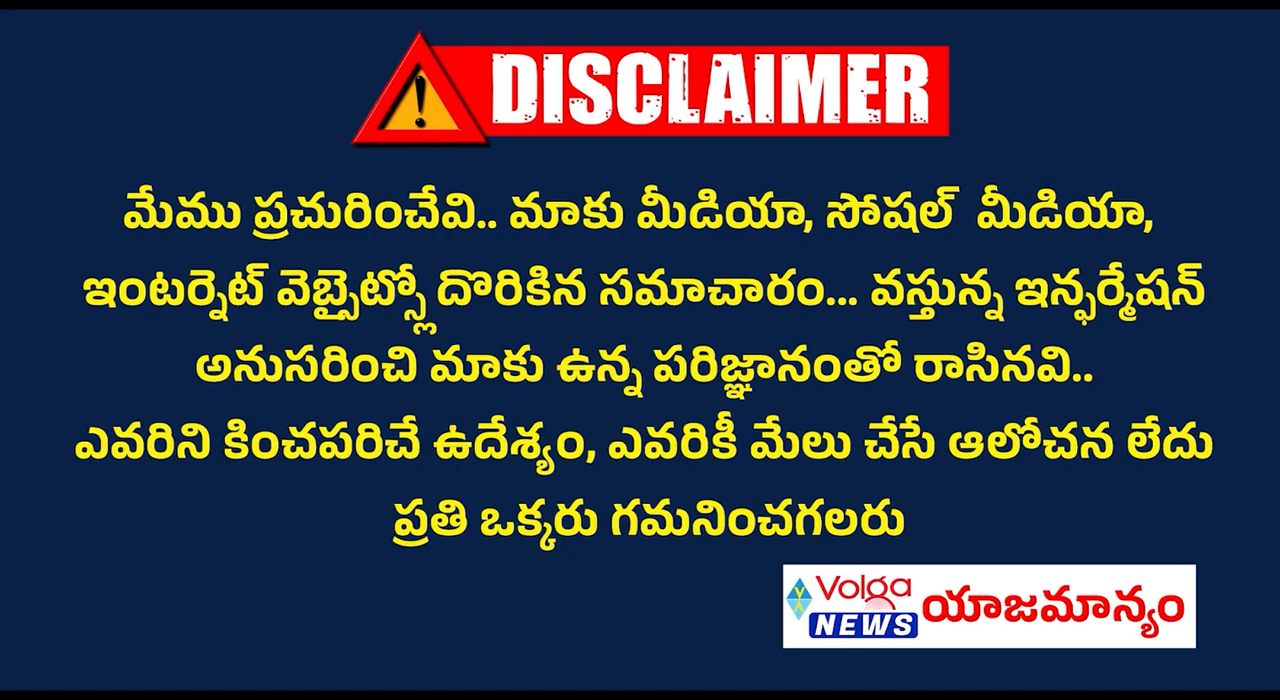 DISCLAIMER
మేము ప్రచురించేవి.. మాకు మీడియా, సోషల్ మీడియా,
ఇంటర్నెట్ వెబ్సైట్స్లో దొరికిన సమాచారం... వస్తున్న ఇన్ఫర్మేషన్
అనుసరించి మాకు ఉన్న పరిజ్ఞానంతో రాసినవి..
ఎవరిని కించపరిచే ఉదేశ్యం, ఎవరికీ మేలు చేసే ఆలోచన లేదు
ప్రతి ఒక్కరు గమనించగలరు
Volga NEWS యాజమాన్యం